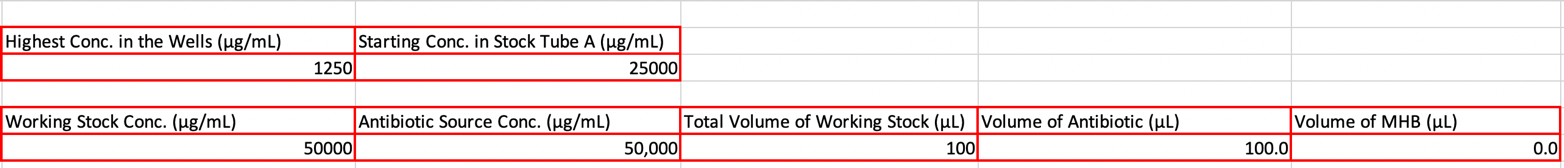 Highest Conc. in the Wells (µg/mL) Starting Conc. in Stock Tube A (µg/mL)
1250 25000
Working Stock Conc. (µg/mL) Antibiotic Source Conc. (µg/mL) Total Volume of Working Stock (µL) Volume of Antibiotic (µL) Volume of MHB (µL)
50000 50,000 100 100.0 0.0